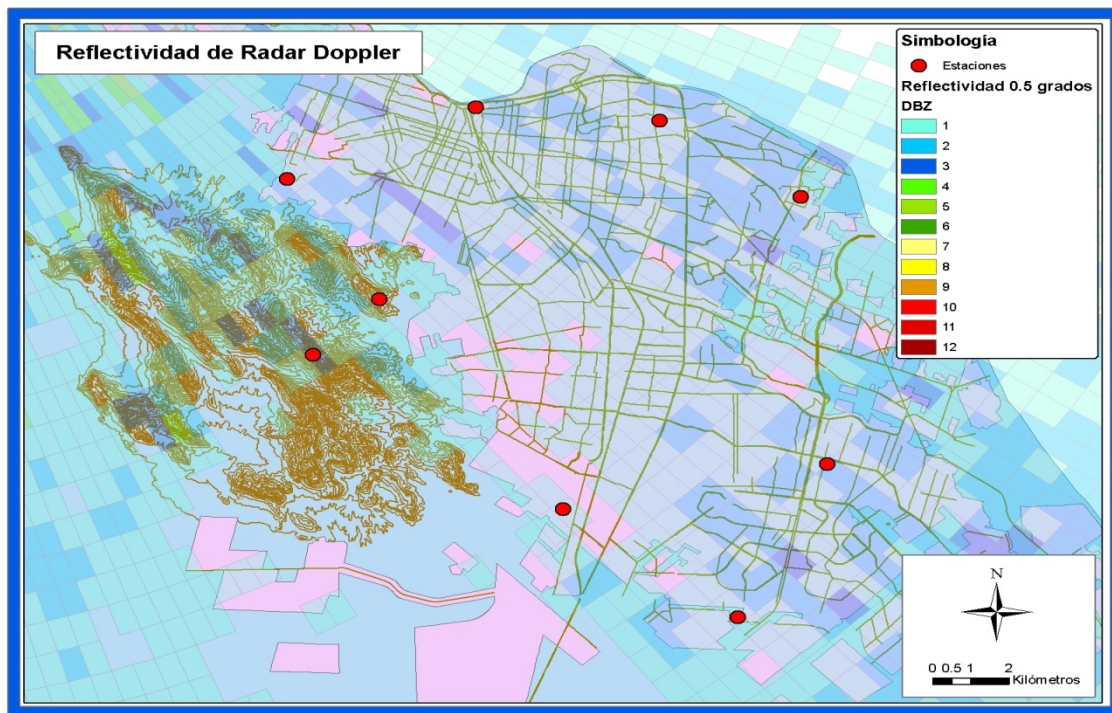 Reflectividad de Radar Doppler
Simbología
Estaciones
Reflectividad 0.5 grados
DBZ
1
2
3
4
5
6
7
8
9
10
11
12
N
0 0.5 1 2
Kilómetros